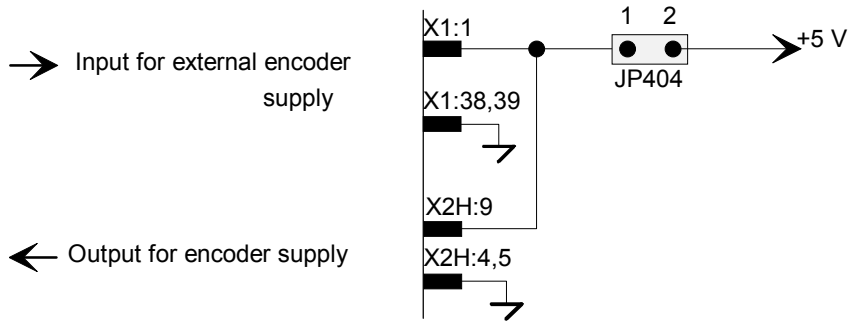 1 2
X1:1
+5 V
Input for external encoder
supply
JP404
X1:38,39
X2H:9
Output for encoder supply
X2H:4,5